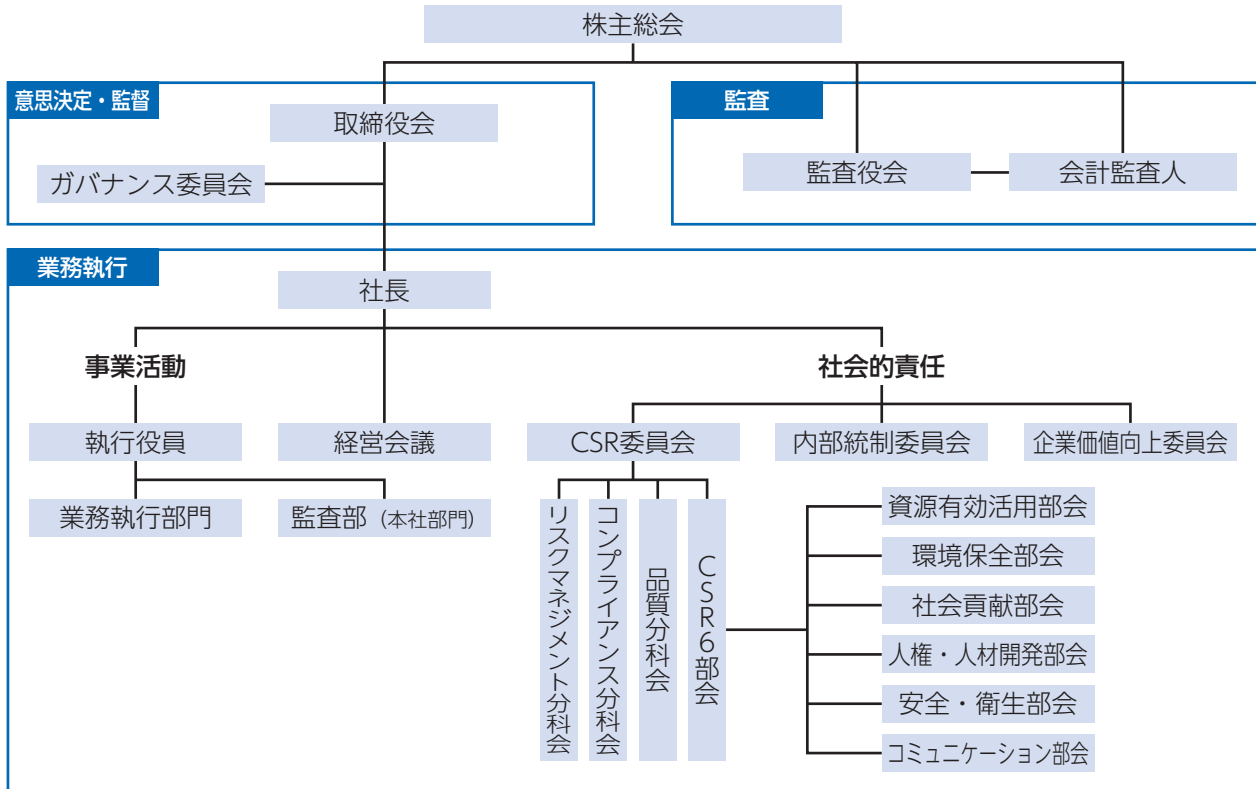 株主総会
意思決定・監督
取締役会
ガバナンス委員会
監査
監査役会
会計監査人
業務執行
社長
事業活動
社会的責任
執行役員
経営会議
CSR委員会
内部統制委員会
企業価値向上委員会
業務執行部門
監査部（本社部門）
リスクマネジメント分科会
コンプライアンス分科会
品質分科会
CSR6部会
資源有効活用部会
環境保全部会
社会貢献部会
人権・人材開発部会
安全・衛生部会
コミュニケーション部会